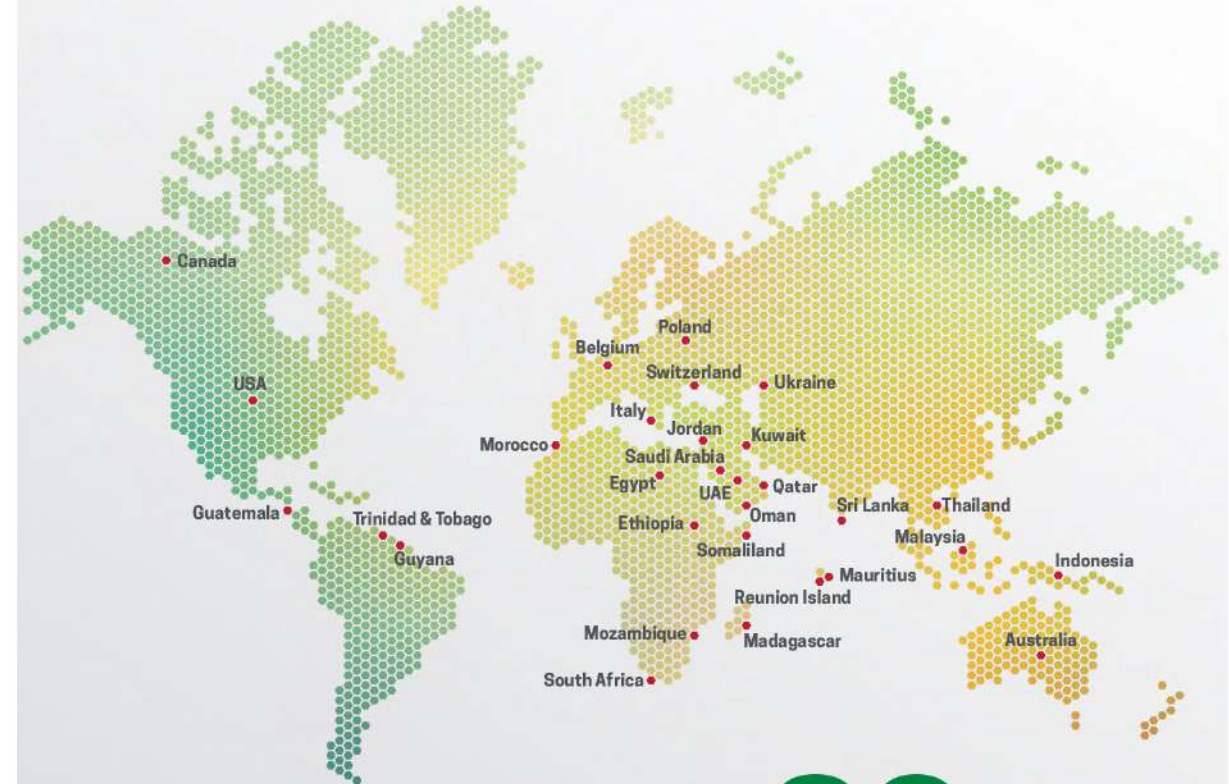 Canada
Poland
Belgium
Switzerland
USA
Ukraine
Italy
Jordan
Kuwait
Morocco
Saudi Arabia
Egypt
UAE
Qatar
Guatemala
Sri Lanka
Thailand
Trinidad & Tobago
Oman
Ethiopia
Malaysia
Somaliland
Guyana
Indonesia
Mauritius
Reunion Island
Mozambique
Madagascar
Australia
South Africa